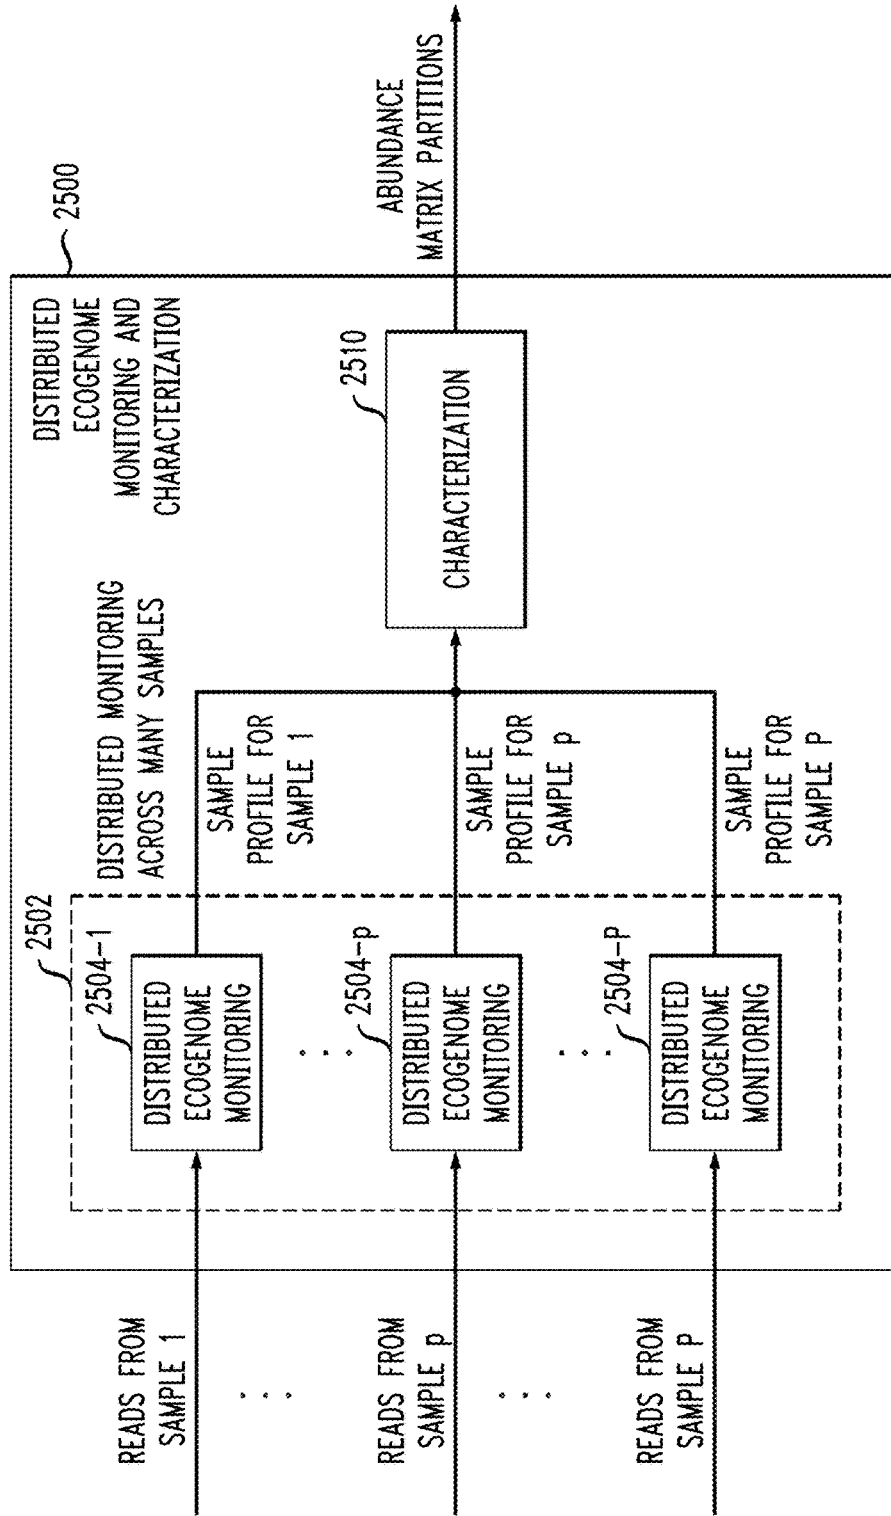 2500
DISTRIBUTED
ECOGENOME
MONITORING AND
CHARACTERIZATION
2502
DISTRIBUTED MONITORING
ACROSS MANY SAMPLES
READS FROM
SAMPLE 1
2504-1
DISTRIBUTED
ECOGENOME
MONITORING
SAMPLE
PROFILE FOR
SAMPLE 1
. . .
. . .
READS FROM
SAMPLE p
2504-p
DISTRIBUTED
ECOGENOME
MONITORING
SAMPLE
PROFILE FOR
SAMPLE p
2510
CHARACTERIZATION
ABUNDANCE
MATRIX PARTITIONS
. . .
. . .
READS FROM
SAMPLE P
2504-P
DISTRIBUTED
ECOGENOME
MONITORING
SAMPLE
PROFILE FOR
SAMPLE P